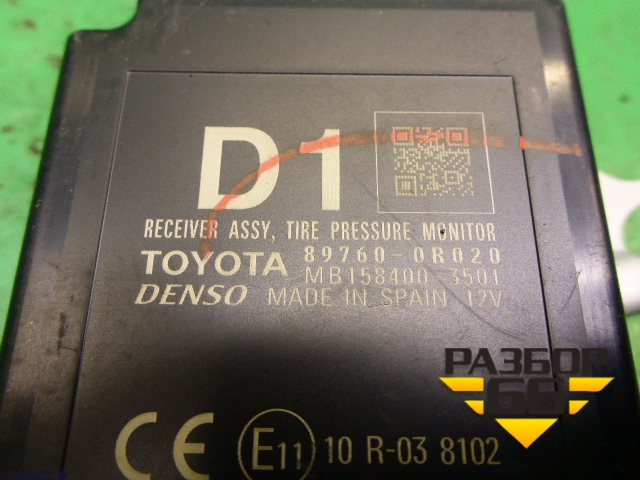 D1
RECEIVER ASSY, TIRE PRESSURE MONITOR
TOYOTA 89760-0R020
MB158400 3501
DENSO MADE IN SPAIN 12V
CE E11 10 R-03 8102
РАЗБОР
66